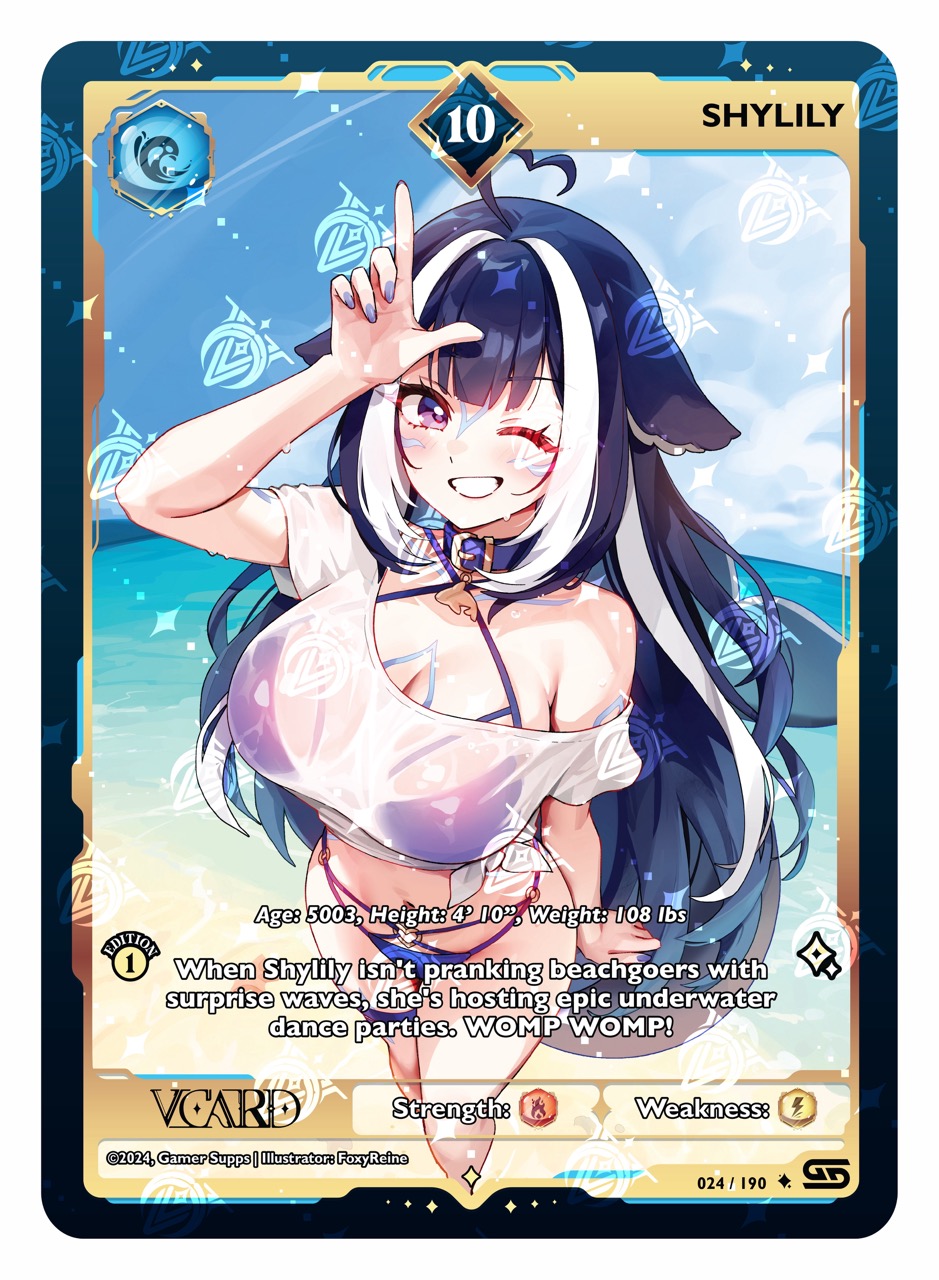 10
SHYLILY
Age: 5003, Height: 4' 10”, Weight: 108 lbs
EDITION
1
When Shylily isn't pranking beachgoers with
surprise waves, she's hosting epic underwater
dance parties. WOMP WOMP!
VCARD
Strength:
Weakness:
©2024, Gamer Supps | Illustrator: FoxyReine
024 / 190
GS